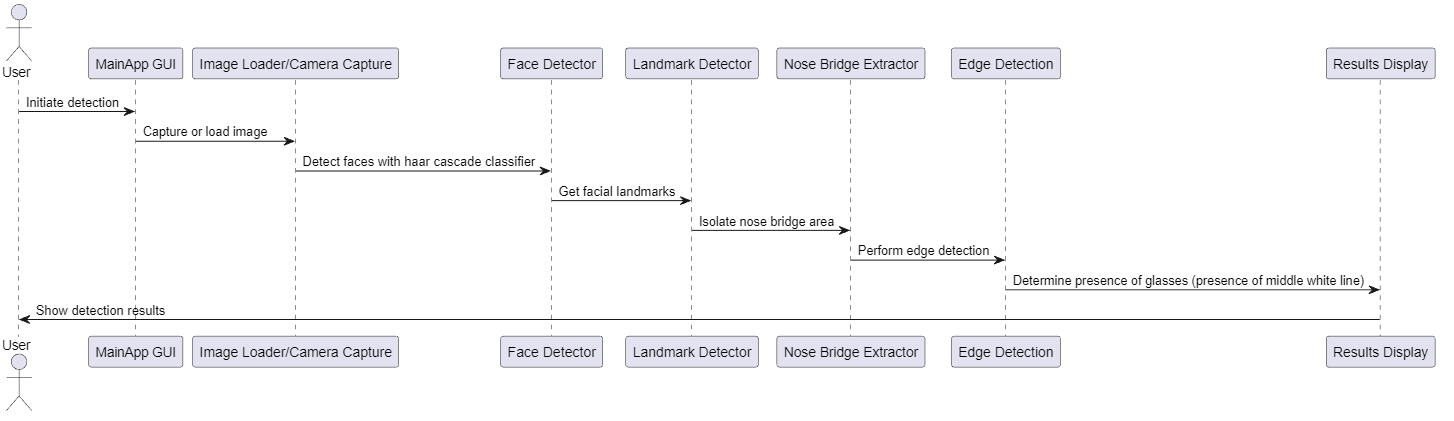 User
MainApp GUI
Image Loader/Camera Capture
Face Detector
Landmark Detector
Nose Bridge Extractor
Edge Detection
Results Display
Initiate detection
Capture or load image
Detect faces with haar cascade classifier
Get facial landmarks
Isolate nose bridge area
Perform edge detection
Determine presence of glasses (presence of middle white line)
Show detection results
User
MainApp GUI
Image Loader/Camera Capture
Face Detector
Landmark Detector
Nose Bridge Extractor
Edge Detection
Results Display